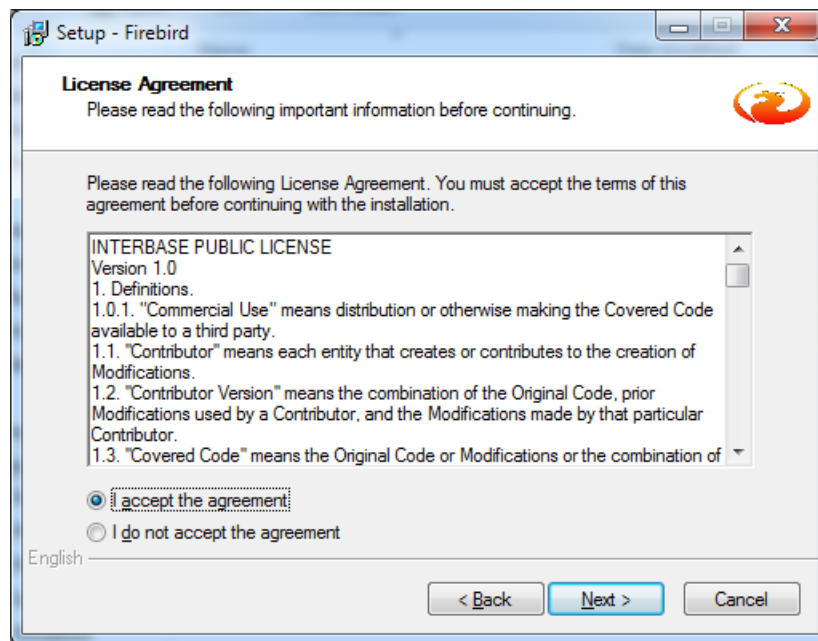 Setup - Firebird
License Agreement
Please read the following important information before continuing.
Please read the following License Agreement. You must accept the terms of this
agreement before continuing with the installation.
INTERBASE PUBLIC LICENSE
Version 1.0
1. Definitions.
1.0.1. "Commercial Use" means distribution or otherwise making the Covered Code
available to a third party.
1.1. "Contributor" means each entity that creates or contributes to the creation of
Modifications.
1.2. "Contributor Version" means the combination of the Original Code, prior
Modifications used by a Contributor, and the Modifications made by that particular
Contributor.
1.3. "Covered Code" means the Original Code or Modifications or the combination of
I accept the agreement
I do not accept the agreement
English
< Back Next > Cancel